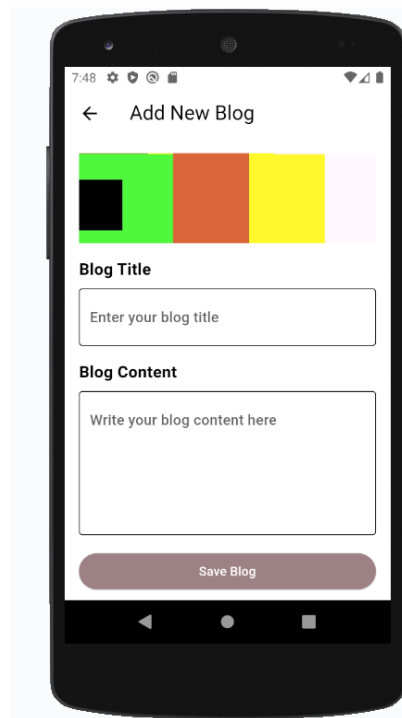 7:48
Add New Blog
Blog Title
Enter your blog title
Blog Content
Write your blog content here
Save Blog